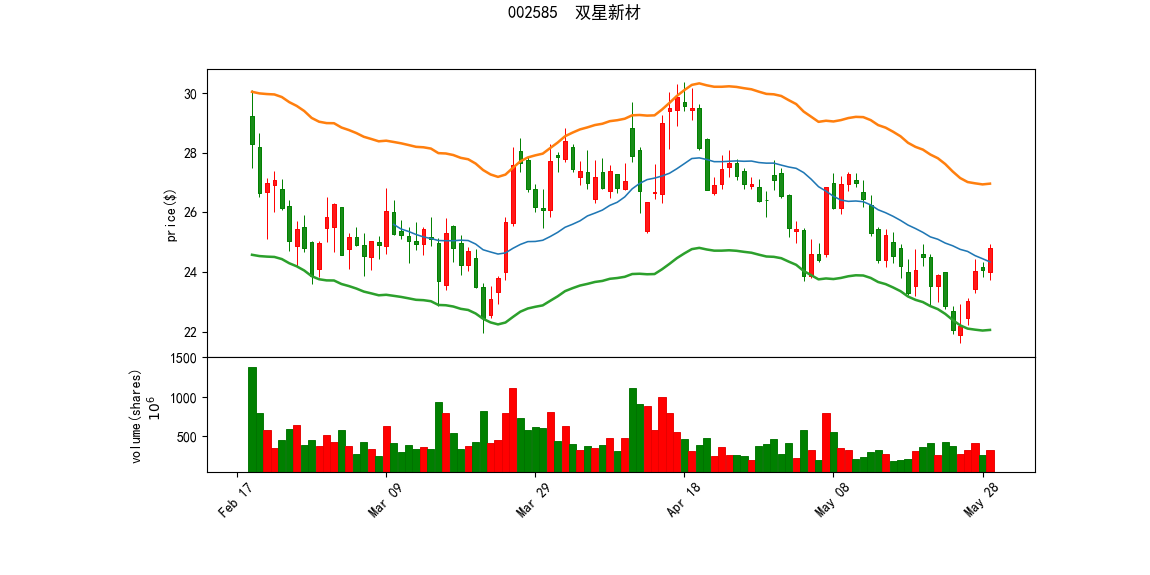 002585 双星新材
price($)
30
28
26
24
22
volume(shares)
10^6
1500
1000
500
Feb 17
Mar 09
Mar 29
Apr 18
May 08
May 28